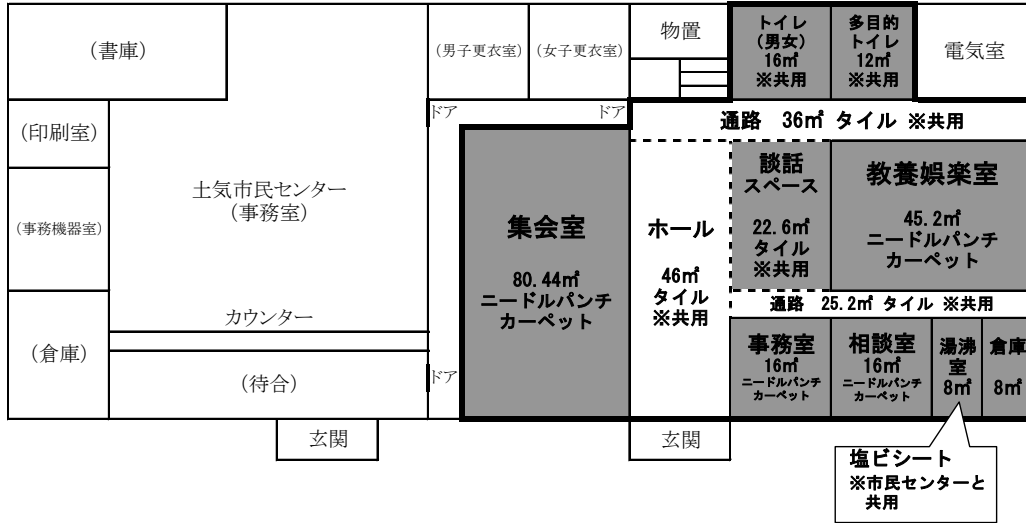 (書庫)
(男子更衣室)
(女子更衣室)
物置
トイレ
(男女)
16㎡
※共用
多目的
トイレ
12㎡
※共用
電気室
ドア
ドア
通路 36㎡ タイル ※共用
(印刷室)
土気市民センター
(事務室)
(事務機器室)
集会室
80.44㎡
ニードルパンチ
カーペット
ホール
46㎡
タイル
※共用
談話
スペース
22.6㎡
タイル
※共用
教養娯楽室
45.2㎡
ニードルパンチ
カーペット
通路 25.2㎡ タイル ※共用
カウンター
(倉庫)
(待合)
ドア
事務室
16㎡
ニードルパンチ
カーペット
相談室
16㎡
ニードルパンチ
カーペット
湯沸
室
8㎡
倉庫
8㎡
玄関
玄関
塩ビシート
※市民センターと
共用